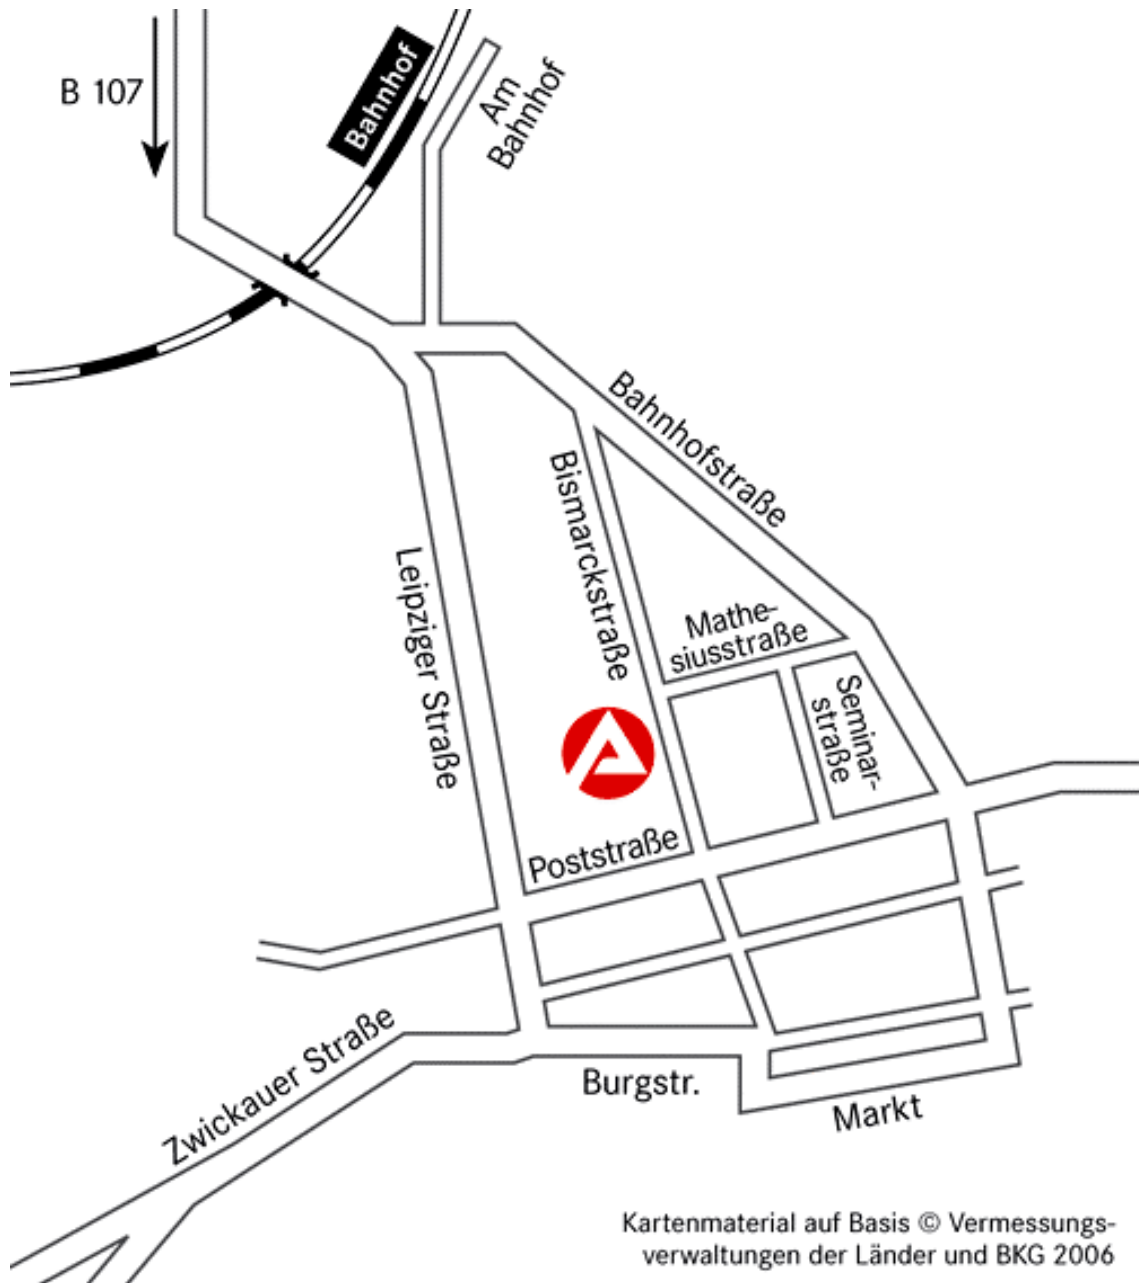 B 107
Bahnhof
Am
Bahnhof
Bahnhofstraße
Bismarckstraße
Leipziger Straße
Mathe-
siusstraße
Seminar-
straße
Poststraße
Zwickauer Straße
Burgstr.
Markt
Kartenmaterial auf Basis © Vermessungs-
verwaltungen der Länder und BKG 2006